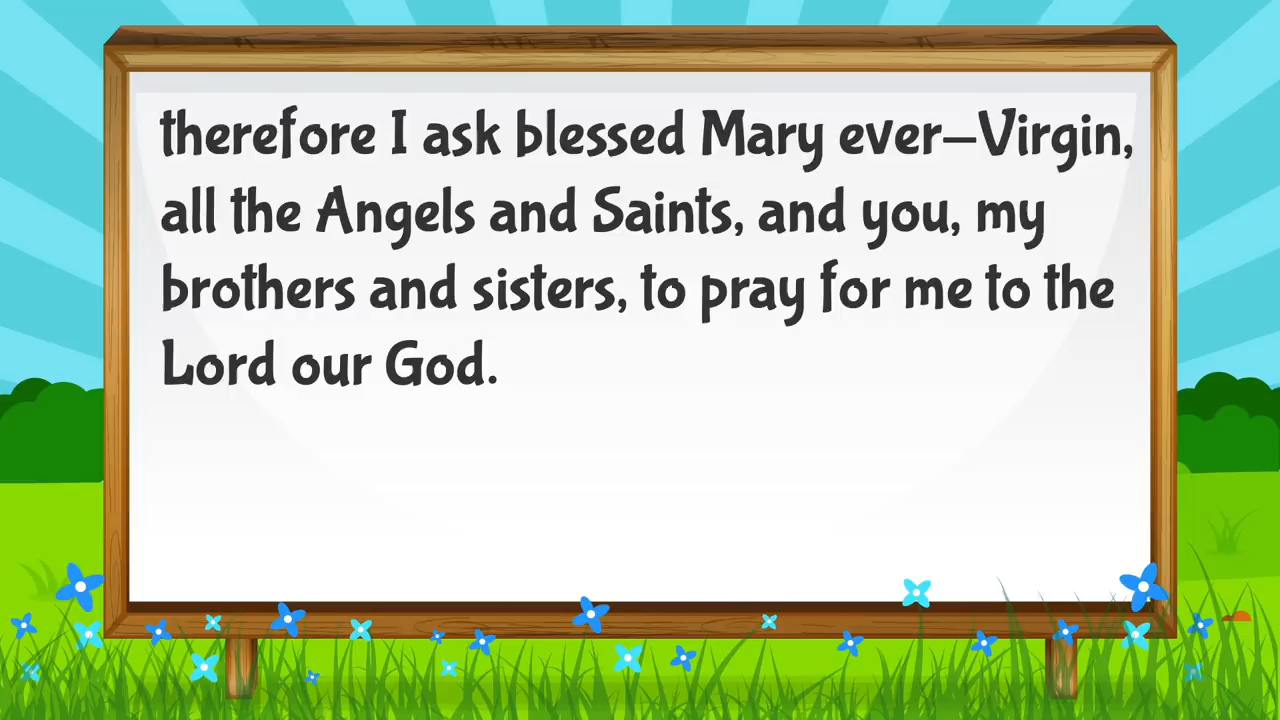 therefore I ask blessed Mary ever–Virgin,
all the Angels and Saints, and you, my
brothers and sisters, to pray for me to the
Lord our God.